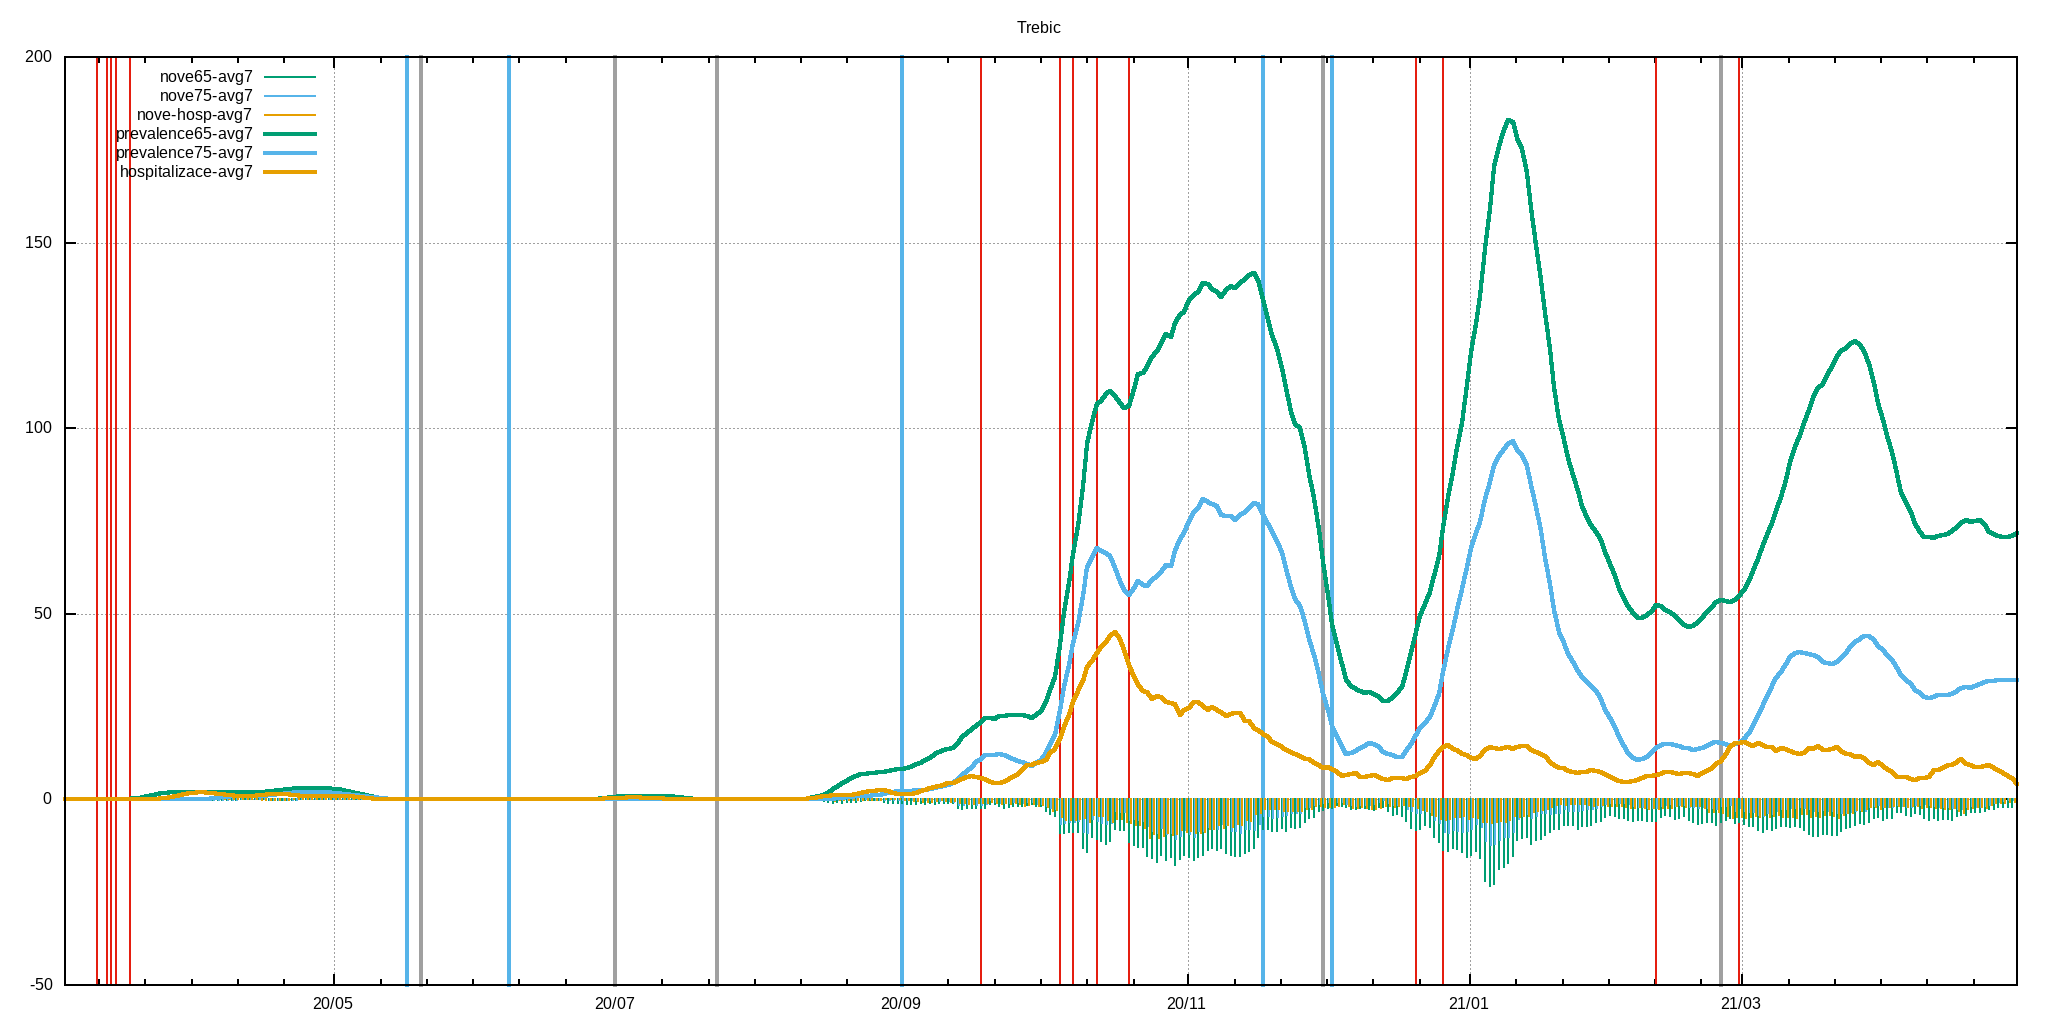 Trebic
200
150
100
50
0
-50
nove65-avg7
nove75-avg7
nove-hosp-avg7
prevalence65-avg7
prevalence75-avg7
hospitalizace-avg7
20/05
20/07
20/09
20/11
21/01
21/03